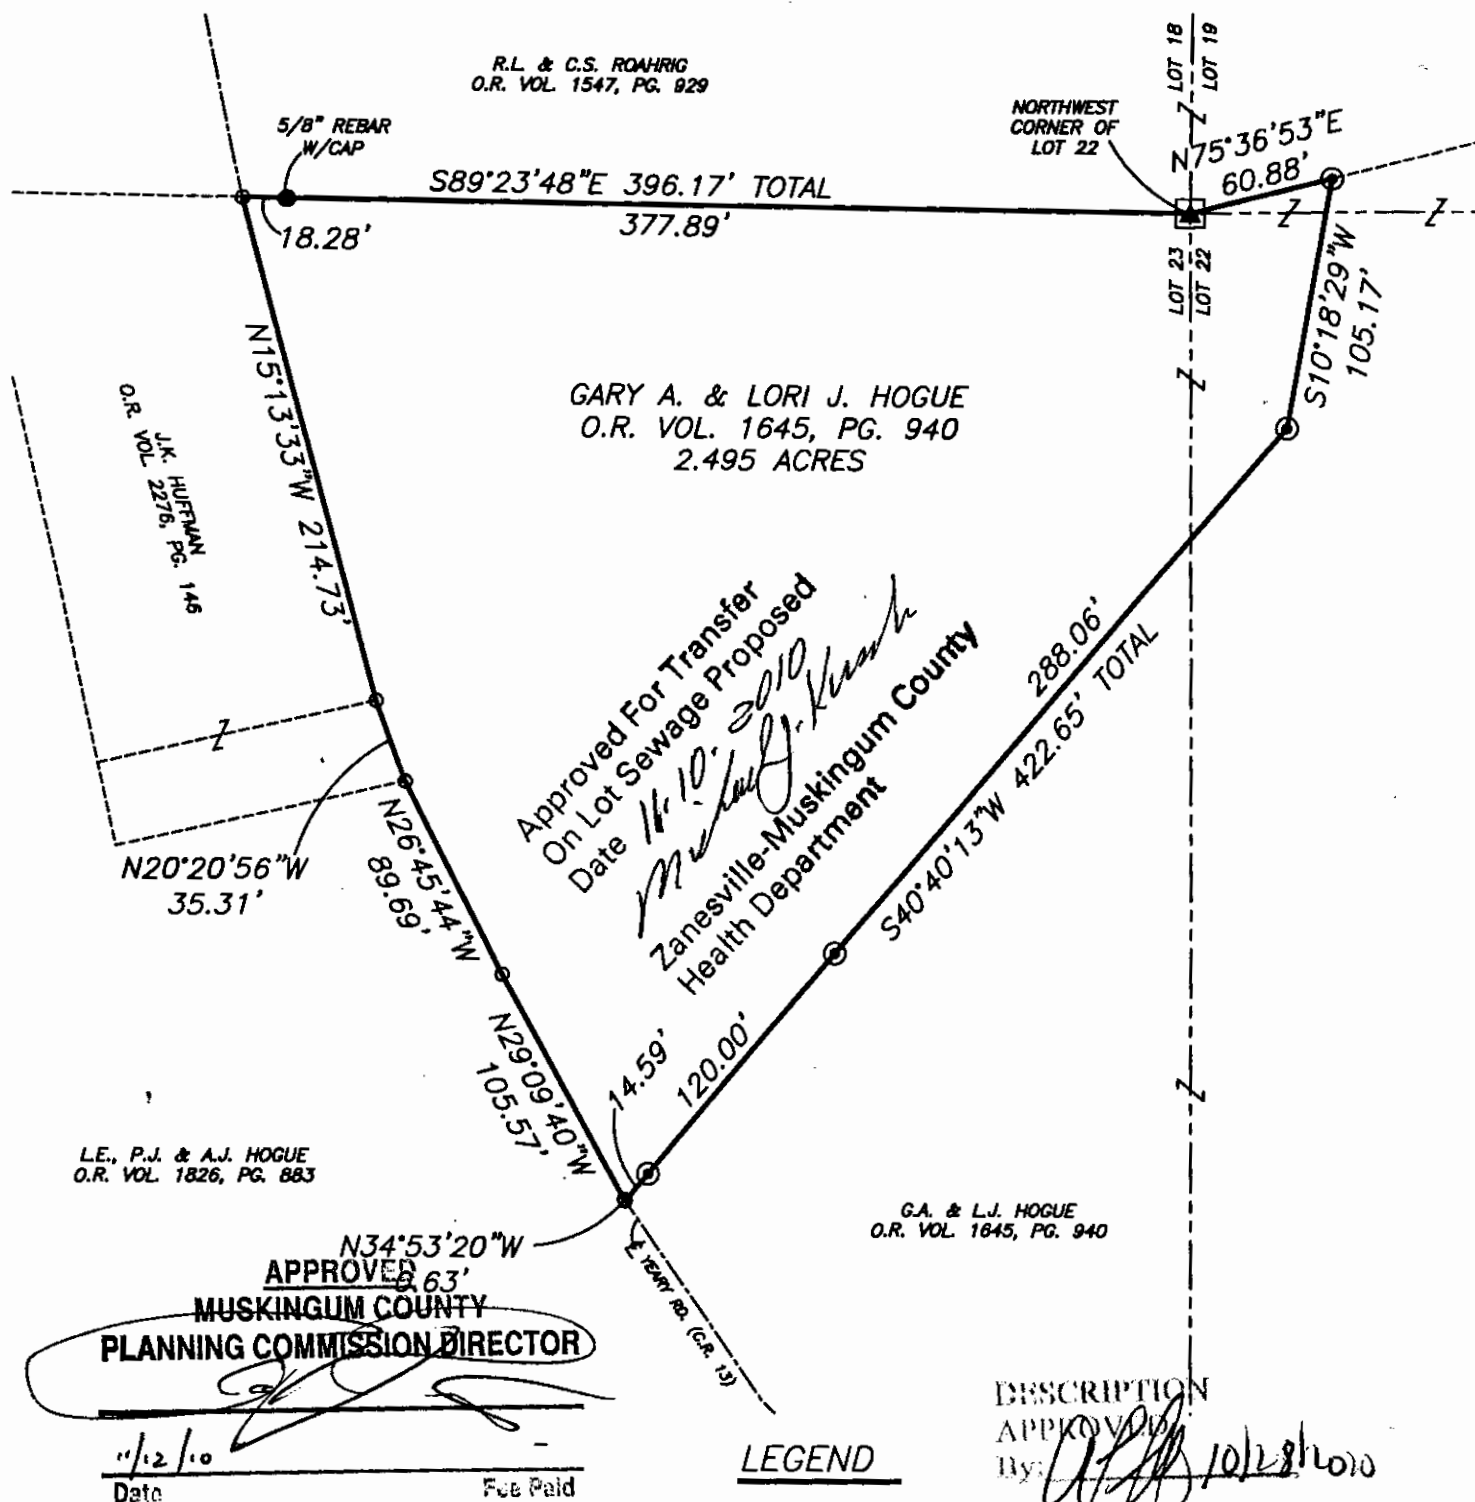 R.L. & C.S. ROAHRIG
O.R. VOL. 1547, PG. 929
LOT 18
LOT 19
5/8" REBAR
W/CAP
NORTHWEST
CORNER OF
LOT 22
N75°36'53"E
60.88'
S89°23'48"E 396.17' TOTAL
377.89'
18.28'
LOT 23
LOT 22
S10°18'29"W
105.17'
N15°13'33"W 214.73'
J.K. HUFFMAN
O.R. VOL. 2276, PG. 146
GARY A. & LORI J. HOGUE
O.R. VOL. 1645, PG. 940
2.495 ACRES
Approved For Transfer
On Lot Sewage Proposed
Date 11.10.2010
Zanesville-Muskingum County
Health Department
288.06'
S40°40'13"W 422.65' TOTAL
N20°20'56"W
35.31'
N26°45'44"W
89.69'
N29°09'40"W
105.57'
14.59'
120.00'
L.E., P.J. & A.J. HOGUE
O.R. VOL. 1826, PG. 883
G.A. & L.J. HOGUE
O.R. VOL. 1645, PG. 940
N34°53'20"W
63'
℄ YEARY RD. (C.R. 13)
APPROVED
MUSKINGUM COUNTY
PLANNING COMMISSION DIRECTOR
11/12/10
Date
Fee Paid
LEGEND
DESCRIPTION
APPROVED
By: 10/28/2010